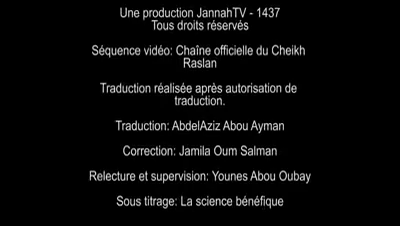 Une production JannahTV - 1437
Tous droits réservés
Séquence vidéo: Chaîne officielle du Cheikh
Raslan
Traduction réalisée après autorisation de
traduction.
Traduction: AbdelAziz Abou Ayman
Correction: Jamila Oum Salman
Relecture et supervision: Younes Abou Oubay
Sous titrage: La science bénéfique